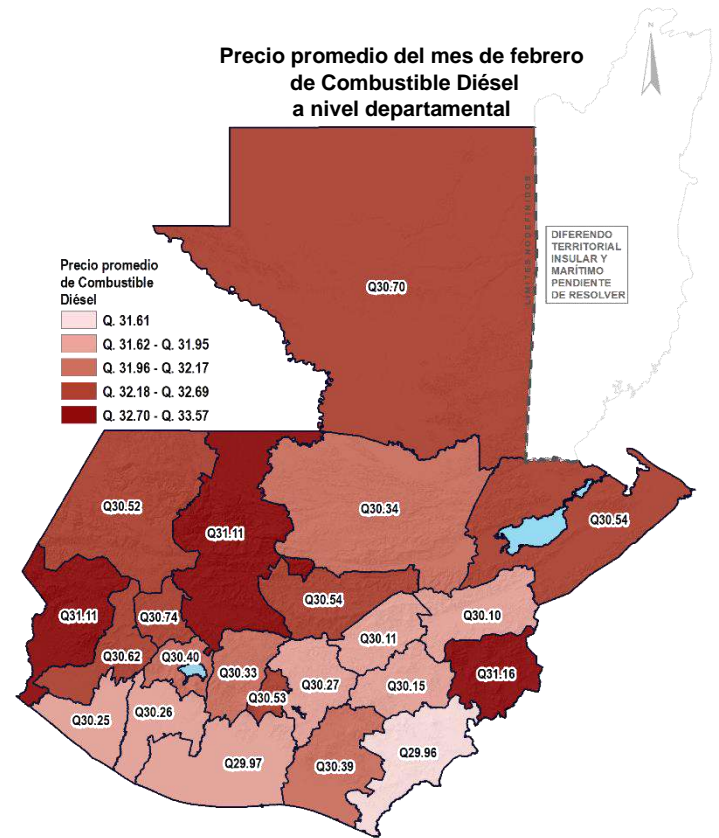 N
Precio promedio del mes de febrero
de Combustible Diésel
a nivel departamental
LÍMITES NO DEFINIDOS
DIFERENDO
TERRITORIAL
INSULAR Y
MARÍTIMO
PENDIENTE
DE RESOLVER
Precio promedio
de Combustible
Diésel
Q. 31.61
Q. 31.62 - Q. 31.95
Q. 31.96 - Q. 32.17
Q. 32.18 - Q. 32.69
Q. 32.70 - Q. 33.57
Q30.70
Q30.52
Q31.11
Q30.34
Q30.54
Q31.11
Q30.74
Q30.54
Q30.10
Q30.62
Q30.40
Q30.33
Q30.53
Q30.27
Q30.11
Q30.15
Q31.16
Q30.25
Q30.26
Q29.97
Q30.39
Q29.96